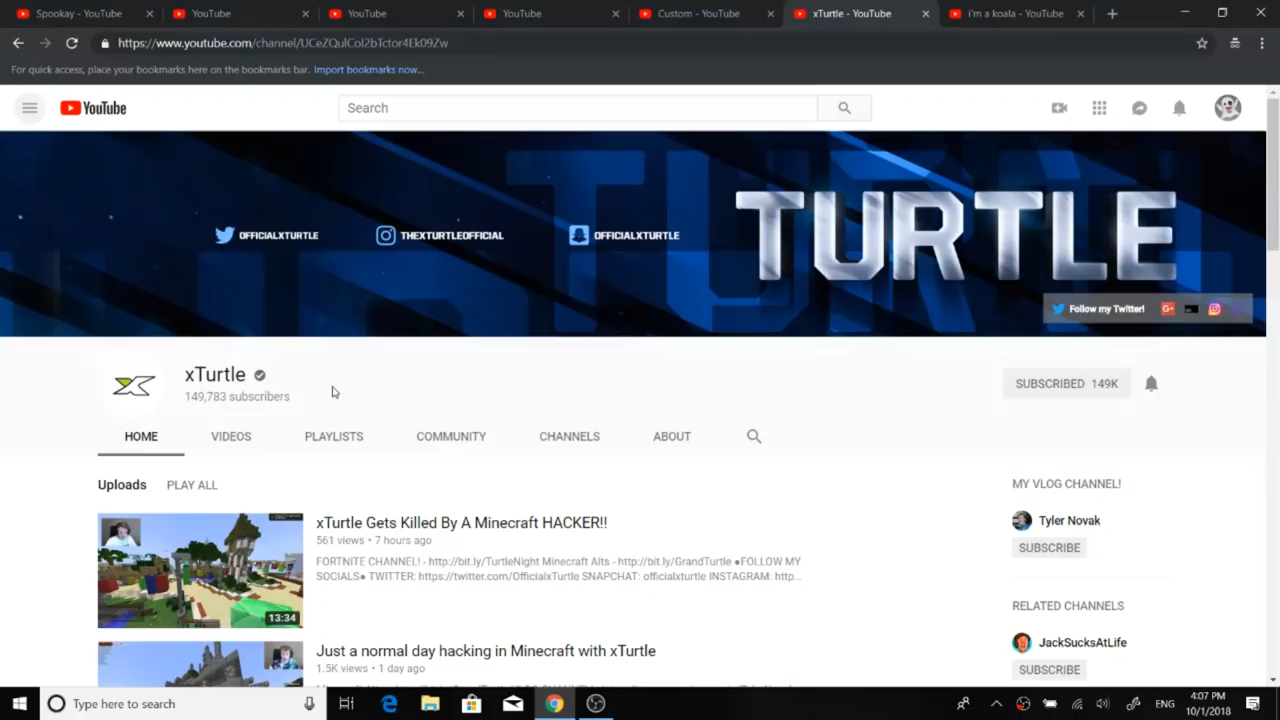 Spookay - YouTube
YouTube
YouTube
YouTube
Custom - YouTube
xTurtle - YouTube
i'm a koala - YouTube
https://www.youtube.com/channel/UCeZQulCol2bTctor4Ek09Zw
For quick access, place your bookmarks here on the bookmarks bar. Import bookmarks now...
YouTube
Search
OFFICIALXTURTLE
THEXTURTLEOFFICIAL
OFFICIALXTURTLE
TURTLE
Follow my Twitter!
G+
xTurtle
149,783 subscribers
SUBSCRIBED 149K
HOME
VIDEOS
PLAYLISTS
COMMUNITY
CHANNELS
ABOUT
Uploads PLAY ALL
MY VLOG CHANNEL!
xTurtle Gets Killed By A Minecraft HACKER!!
561 views • 7 hours ago
FORTNITE CHANNEL! - http://bit.ly/TurtleNight Minecraft Alts - http://bit.ly/GrandTurtle ●FOLLOW MY
SOCIALS● TWITTER: https://twitter.com/OfficialxTurtle SNAPCHAT: officialxturtle INSTAGRAM: http...
13:34
Tyler Novak
SUBSCRIBE
RELATED CHANNELS
JackSucksAtLife
SUBSCRIBE
Just a normal day hacking in Minecraft with xTurtle
1.5K views • 1 day ago
Type here to search
ENG
4:07 PM
10/1/2018